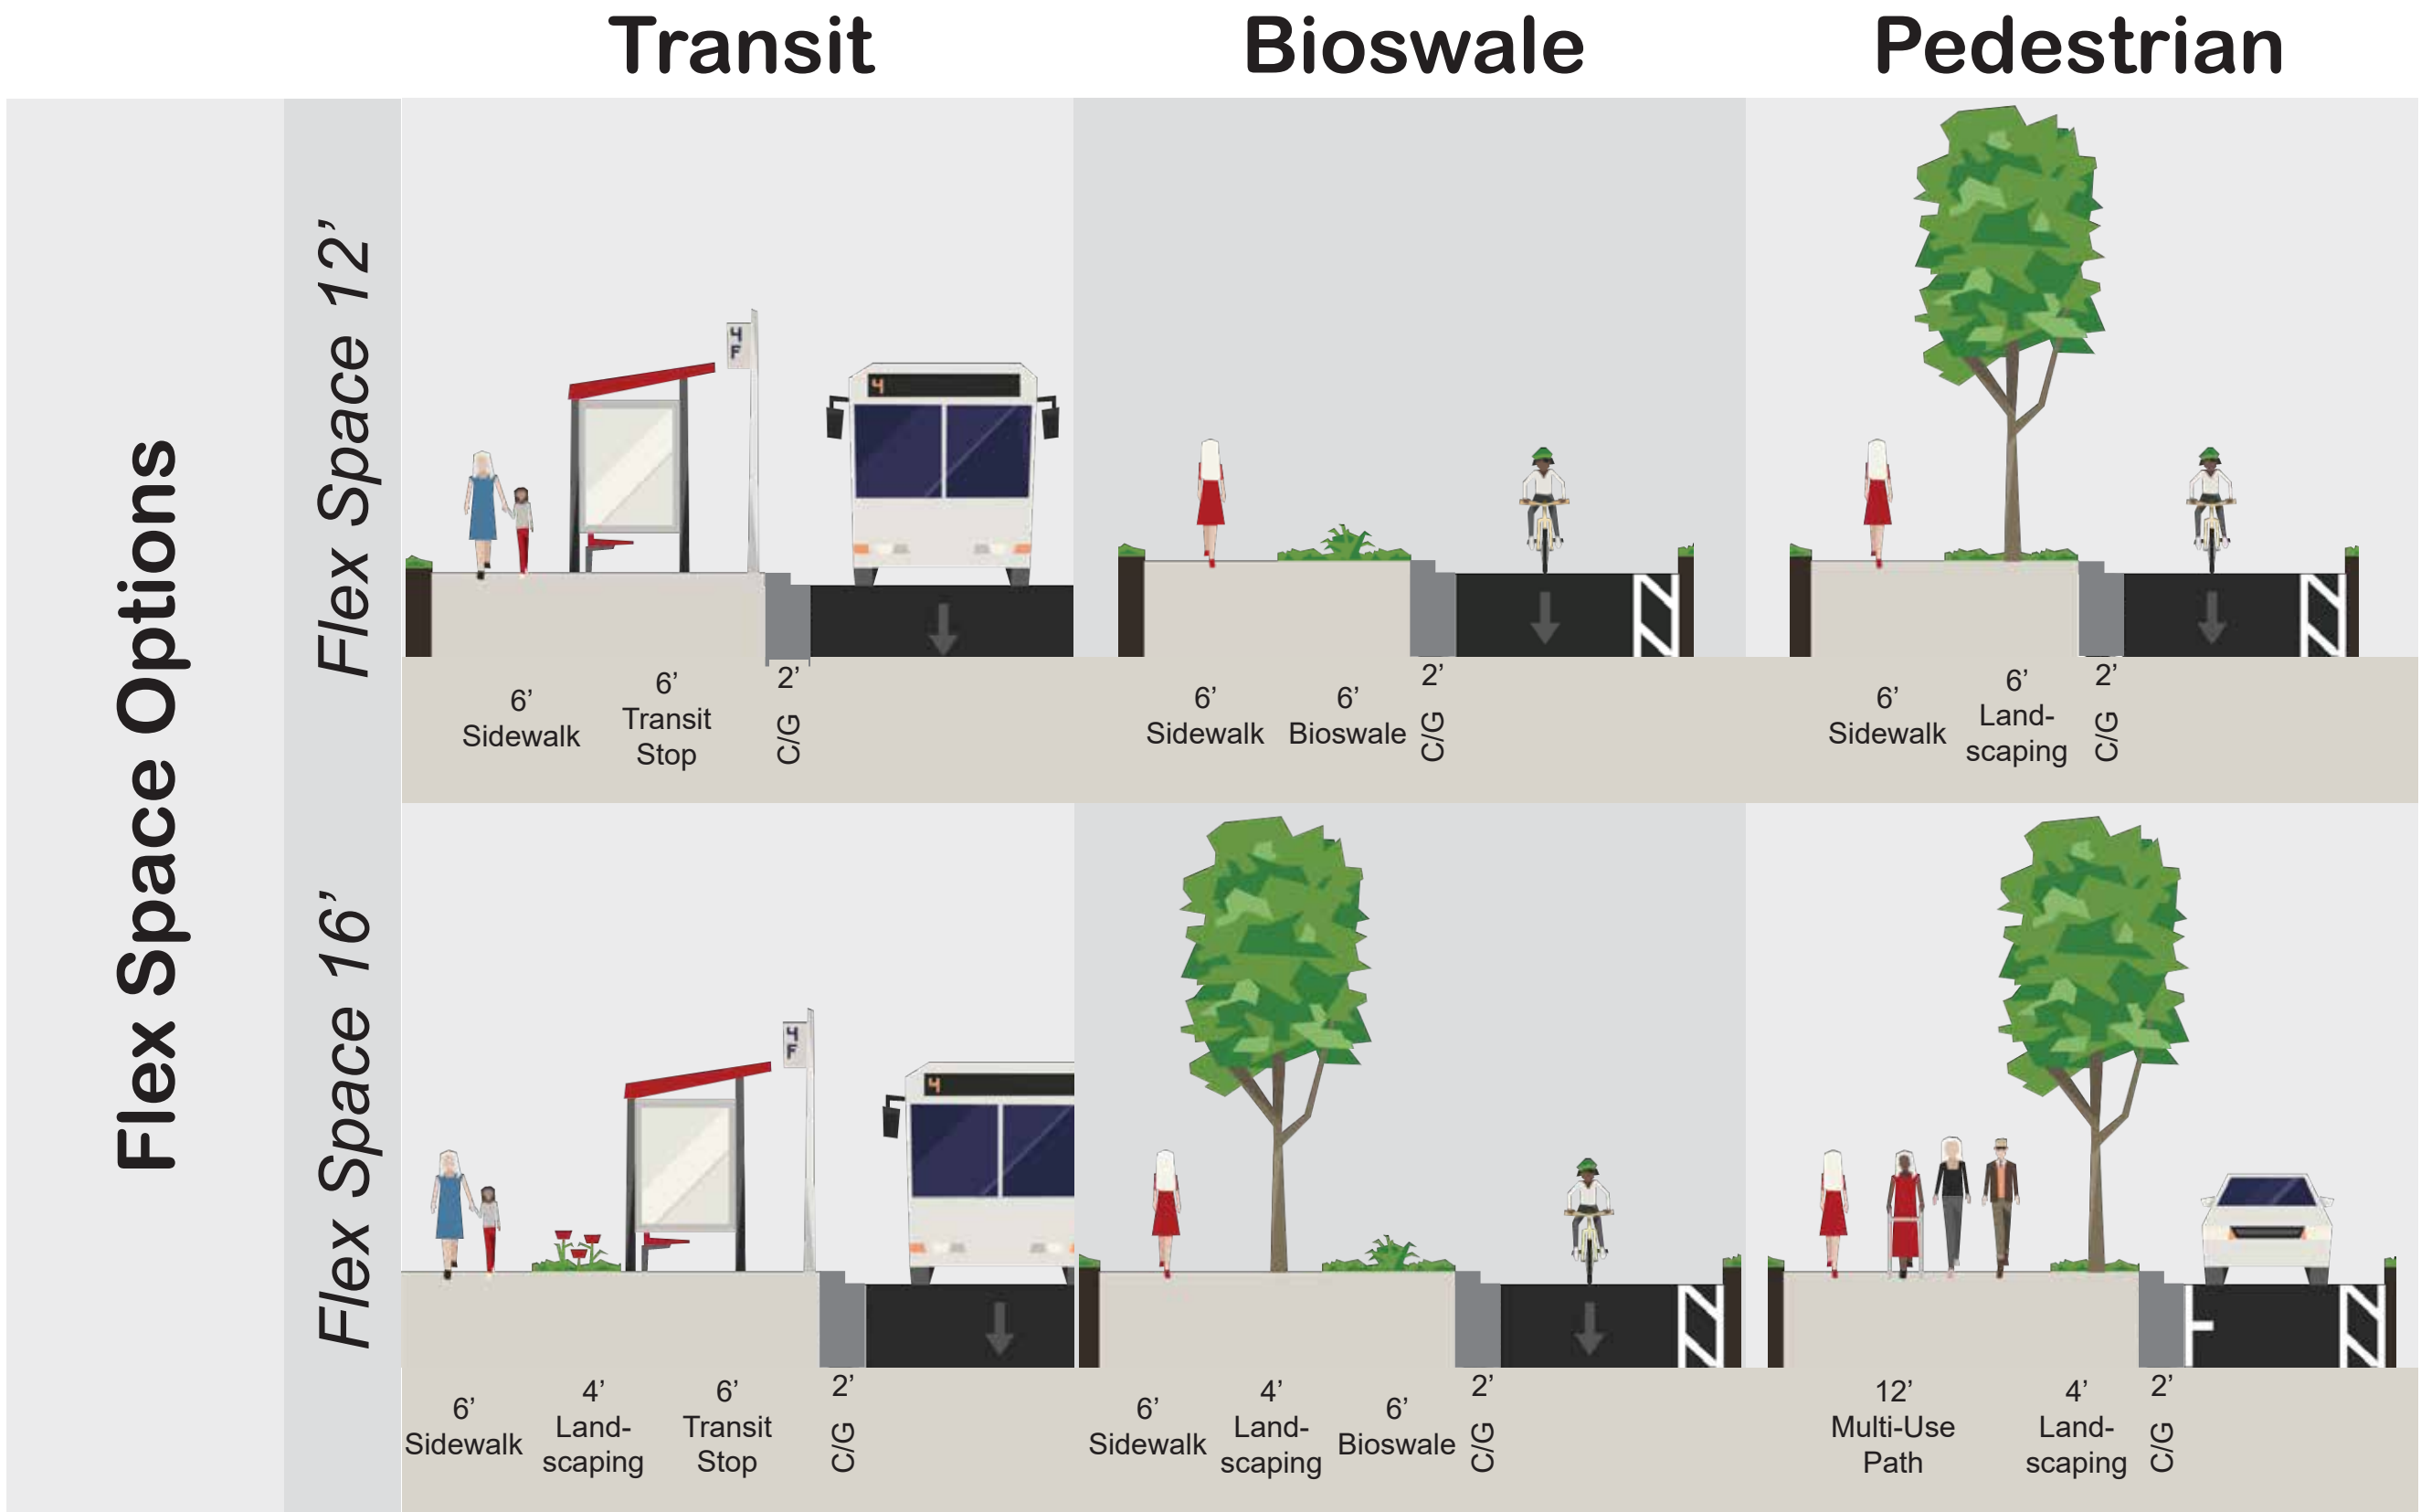 Transit
Bioswale
Pedestrian
Flex Space Options
Flex Space 12’
4
6’
Sidewalk
6’
Transit
Stop
2’
C/G
6’
Sidewalk
6’
Bioswale
2’
C/G
6’
Sidewalk
6’
Land-
scaping
2’
C/G
Flex Space 16’
4
6’
Sidewalk
4’
Land-
scaping
6’
Transit
Stop
2’
C/G
6’
Sidewalk
4’
Land-
scaping
6’
Bioswale
2’
C/G
12’
Multi-Use
Path
4’
Land-
scaping
2’
C/G